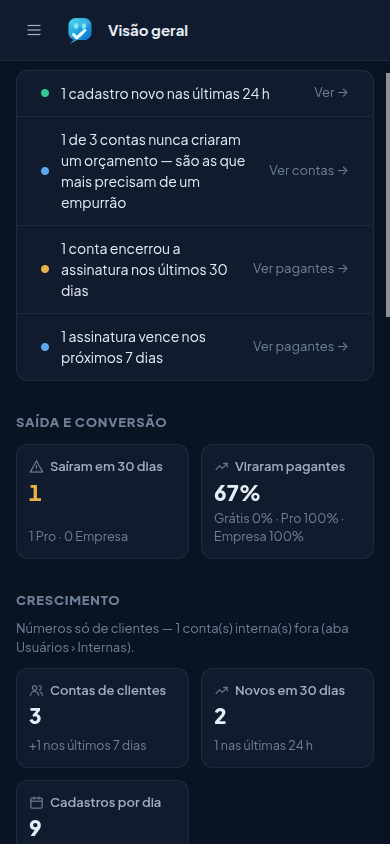 Visão geral
1 cadastro novo nas últimas 24 h
Ver →
1 de 3 contas nunca criaram
um orçamento — são as que
mais precisam de um
empurrão
Ver contas →
1 conta encerrou a
assinatura nos últimos 30
dias
Ver pagantes →
1 assinatura vence nos
próximos 7 dias
Ver pagantes →
SAÍDA E CONVERSÃO
Saíram em 30 dias
1
1 Pro · 0 Empresa
Viraram pagantes
67%
Grátis 0% · Pro 100% ·
Empresa 100%
CRESCIMENTO
Números só de clientes — 1 conta(s) interna(s) fora (aba
Usuários › Internas).
Contas de clientes
3
+1 nos últimos 7 dias
Novos em 30 dias
2
1 nas últimas 24 h
Cadastros por dia
9